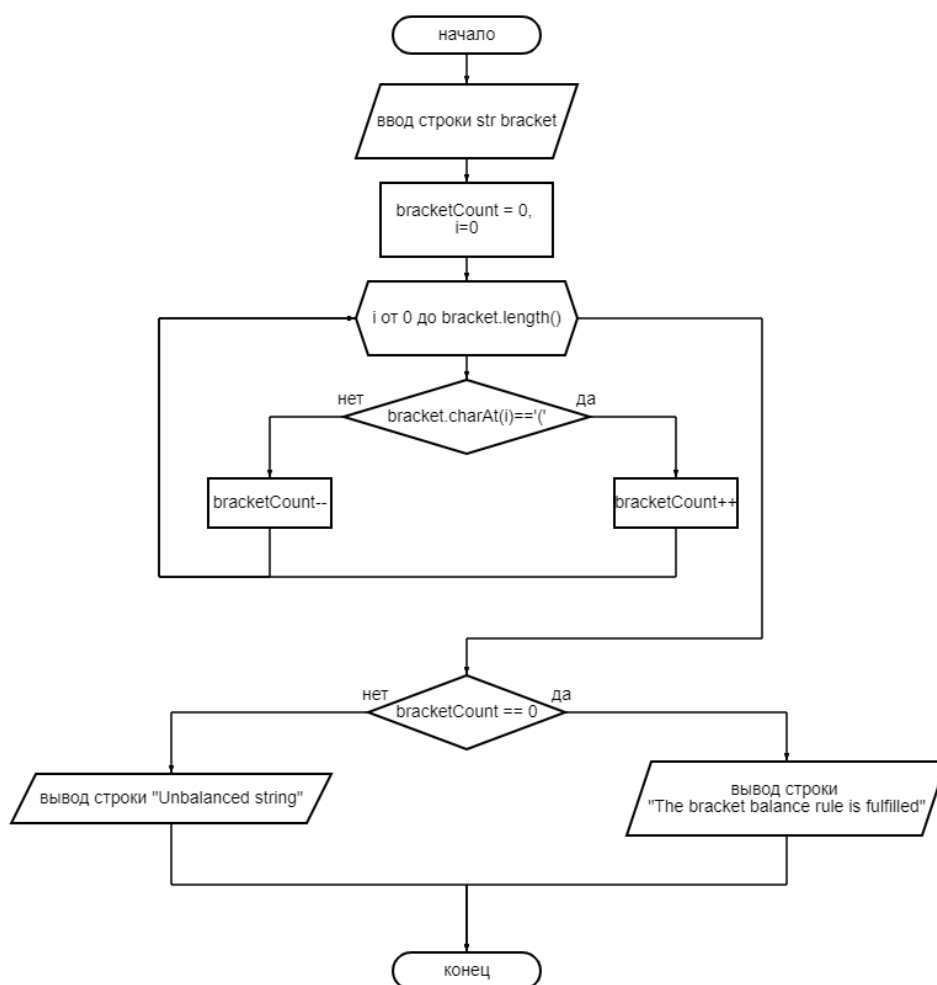 начало
ввод строки str bracket
bracketCount = 0,
i=0
i от 0 до bracket.length()
нет
да
bracket.charAt(i)=='('
bracketCount--
bracketCount++
нет
да
bracketCount == 0
вывод строки "Unbalanced string"
вывод строки
"The bracket balance rule is fulfilled"
конец